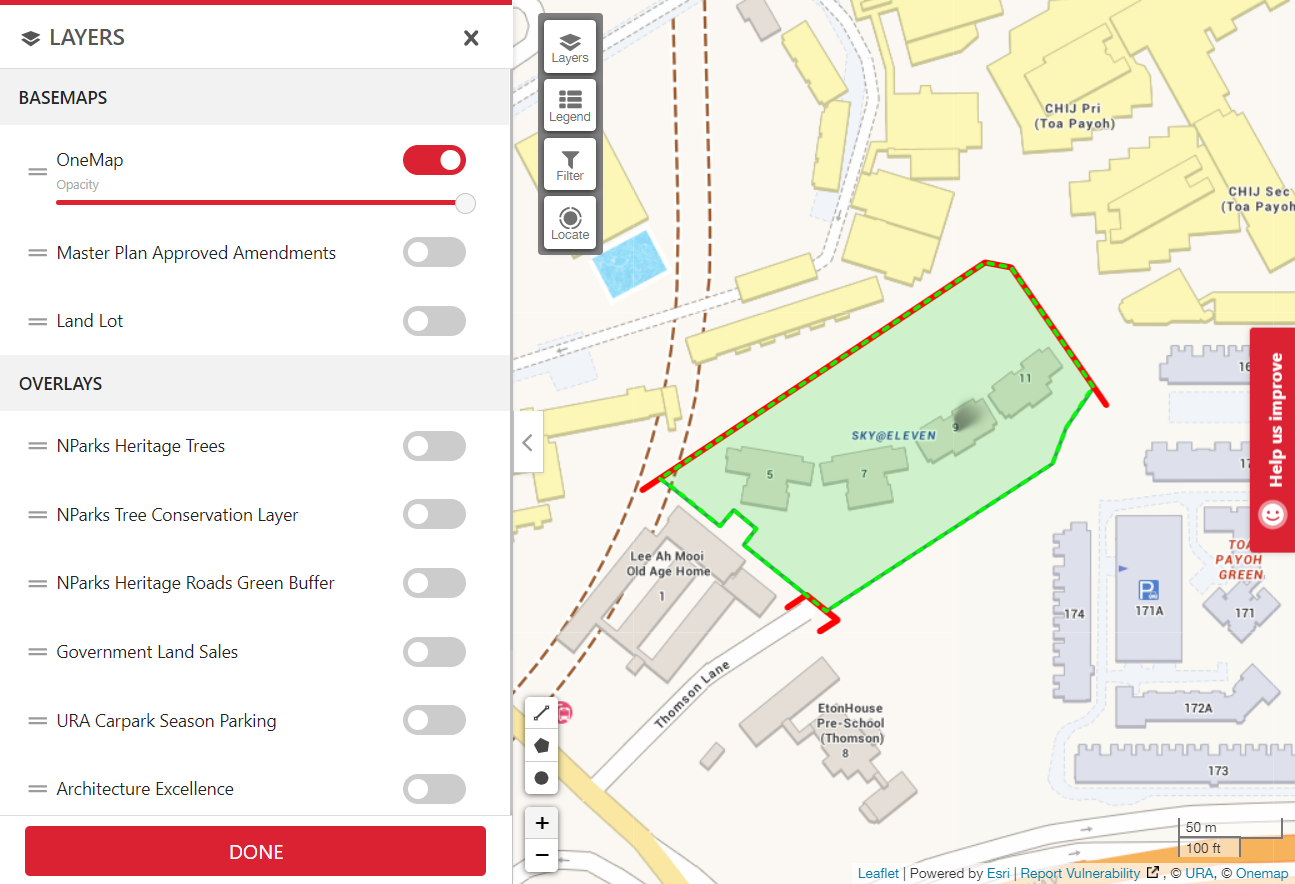 LAYERS
BASEMAPS
OneMap
Opacity
Master Plan Approved Amendments
Land Lot
OVERLAYS
NParks Heritage Trees
NParks Tree Conservation Layer
NParks Heritage Roads Green Buffer
Government Land Sales
URA Carpark Season Parking
Architecture Excellence
DONE
Layers
Legend
Filter
Locate
CHIJ Pri
(Toa Payoh)
CHIJ Sec
(Toa Payoh
11
9
SKY@ELEVEN
5
7
16
17
Help us improve
Lee Ah Mooi
Old Age Home
1
TOA
PAYOH
GREEN
P
171A
171
174
172A
173
Thomson Lane
EtonHouse
Pre-School
(Thomson)
8
+
−
50 m
100 ft
Leaflet | Powered by Esri | Report Vulnerability , © URA, © Onemap